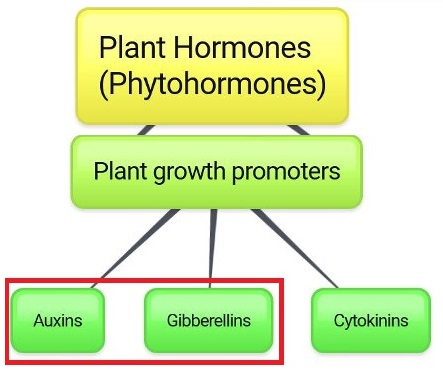 Plant Hormones
(Phytohormones)
Plant growth promoters
Auxins
Gibberellins
Cytokinins